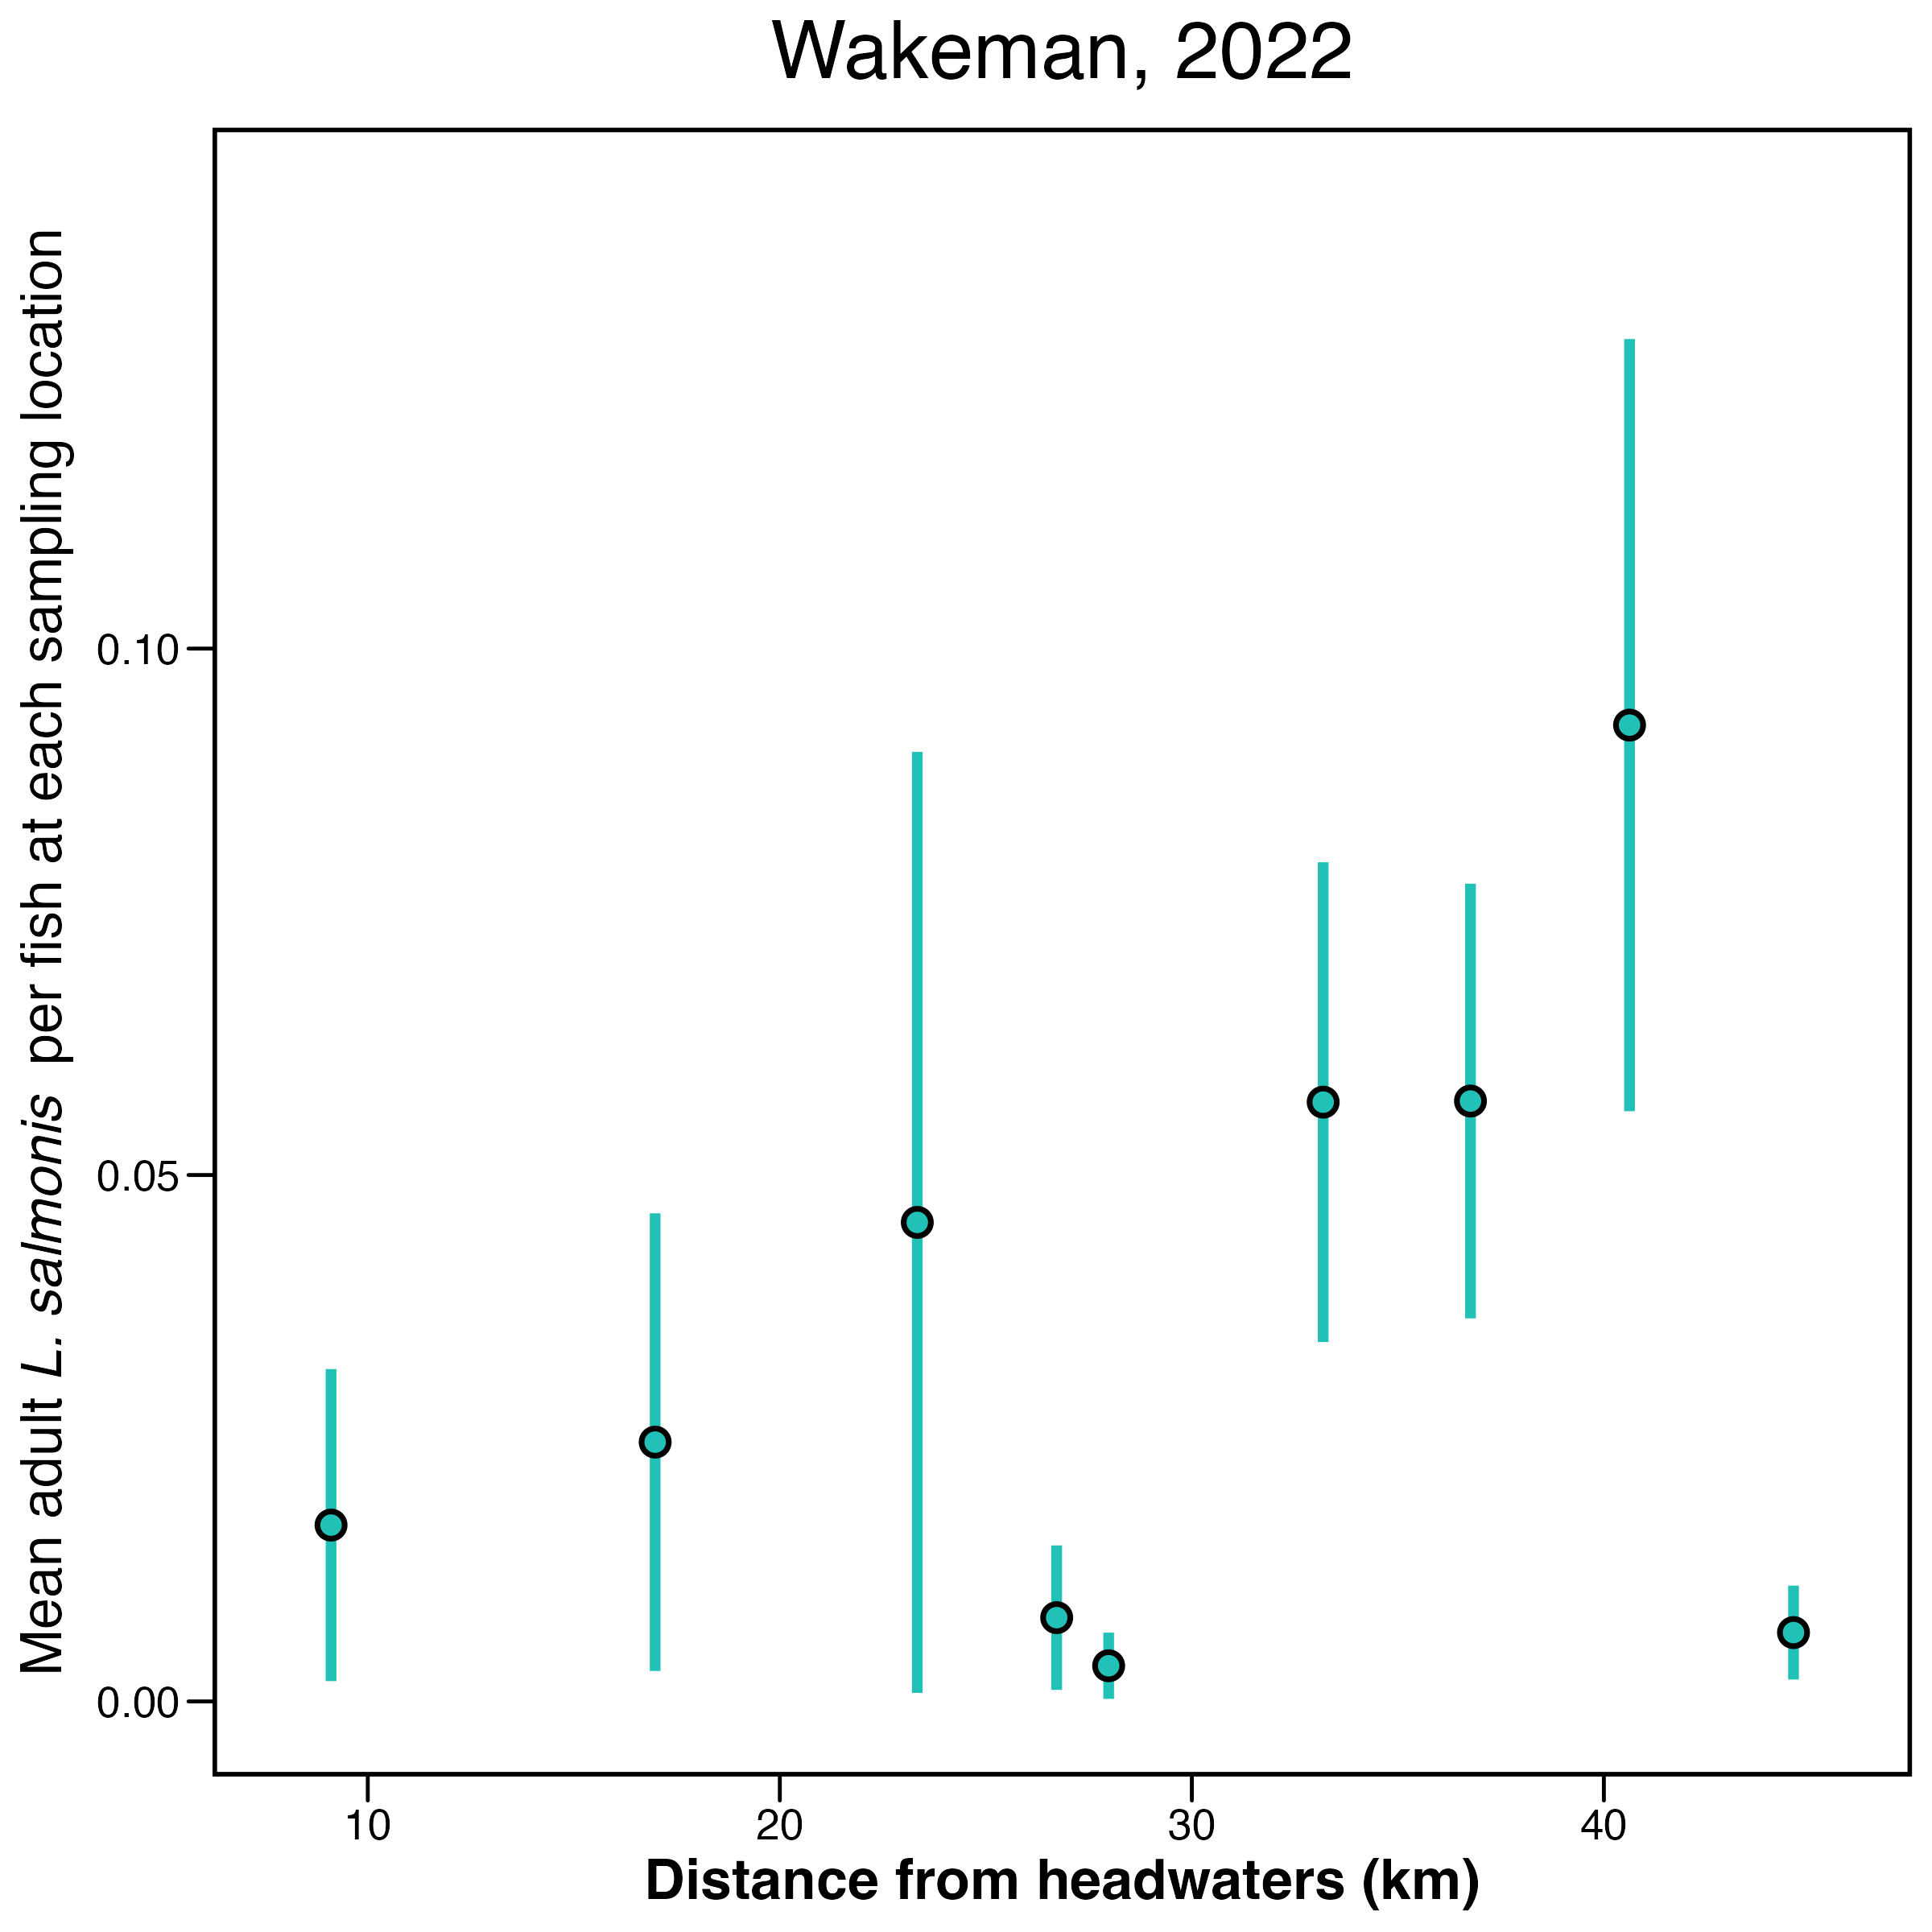 Wakeman, 2022
Mean adult L. salmonis per fish at each sampling location
0.10
0.05
0.00
10 20 30 40
Distance from headwaters (km)